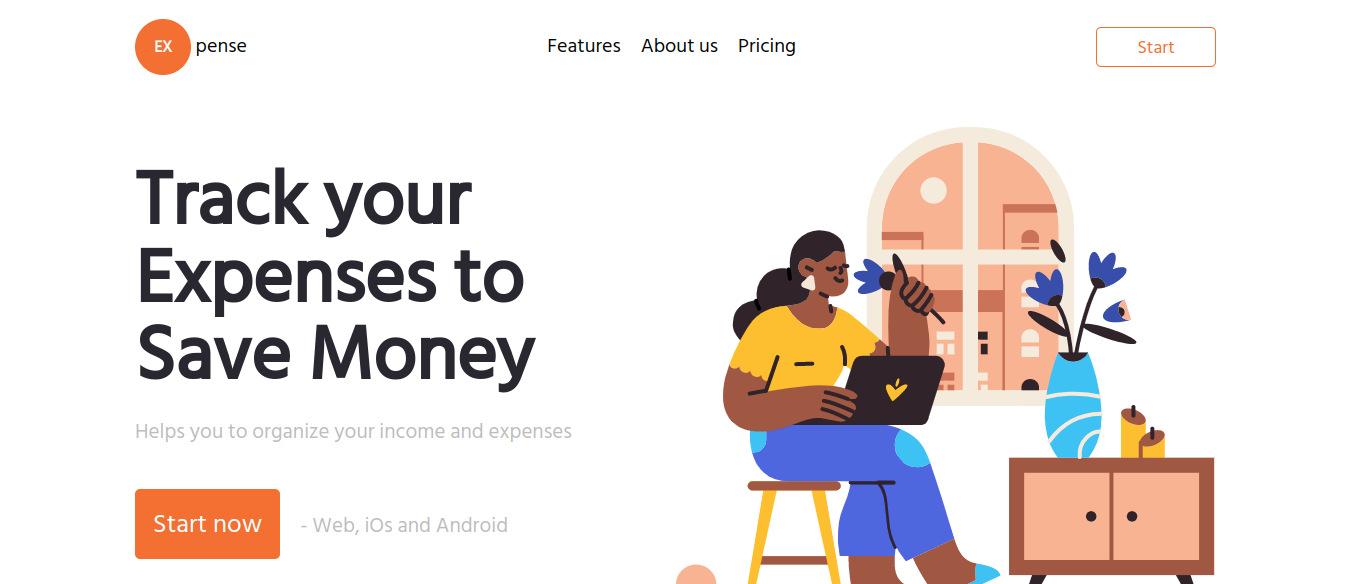 EX pense
Features About us Pricing
Start
Track your
Expenses to
Save Money
Helps you to organize your income and expenses
Start now
- Web, iOs and Android